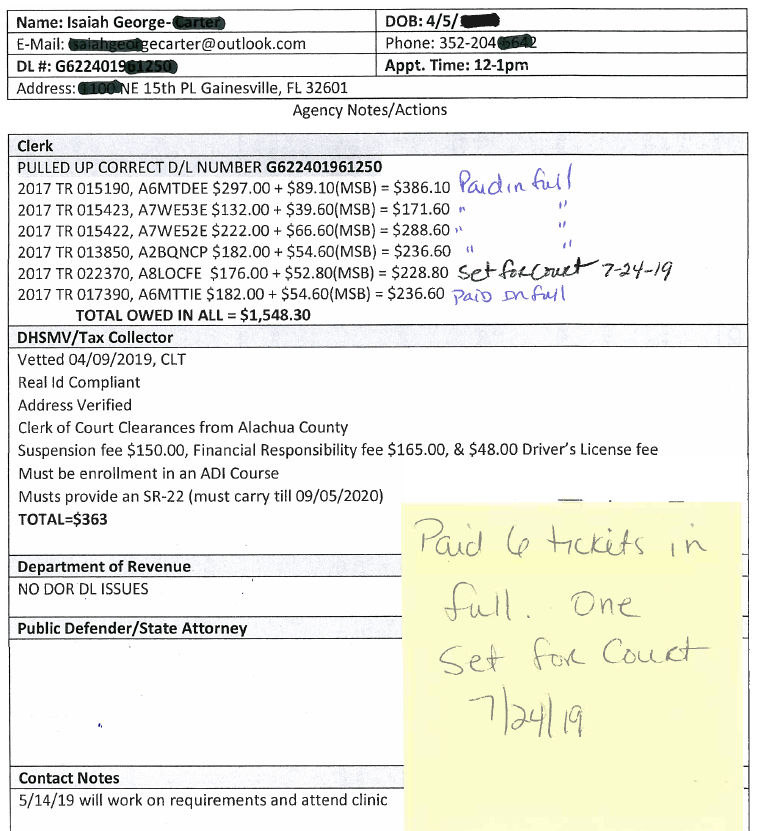 Name: Isaiah George-
DOB: 4/5/
E-Mail: gecarter@outlook.com
Phone: 352-204
DL #: G6224019
Appt. Time: 12-1pm
Address: NE 15th PL Gainesville, FL 32601
Agency Notes/Actions
Clerk
PULLED UP CORRECT D/L NUMBER G622401961250
2017 TR 015190, A6MTDEE $297.00 + $89.10(MSB) = $386.10 Paid in full
2017 TR 015423, A7WE53E $132.00 + $39.60(MSB) = $171.60 " "
2017 TR 015422, A7WE52E $222.00 + $66.60(MSB) = $288.60 " "
2017 TR 013850, A2BQNCP $182.00 + $54.60(MSB) = $236.60 " "
2017 TR 022370, A8LOCFE $176.00 + $52.80(MSB) = $228.80 Set for Court 7-24-19
2017 TR 017390, A6MTTIE $182.00 + $54.60(MSB) = $236.60 PAID IN full
TOTAL OWED IN ALL = $1,548.30
DHSMV/Tax Collector
Vetted 04/09/2019, CLT
Real Id Compliant
Address Verified
Clerk of Court Clearances from Alachua County
Suspension fee $150.00, Financial Responsibility fee $165.00, & $48.00 Driver's License fee
Must be enrollment in an ADI Course
Musts provide an SR-22 (must carry till 09/05/2020)
TOTAL=$363
Department of Revenue
NO DOR DL ISSUES
Public Defender/State Attorney
Contact Notes
5/14/19 will work on requirements and attend clinic
Paid 6 tickets in
full. One
Set for Court
7/24/19